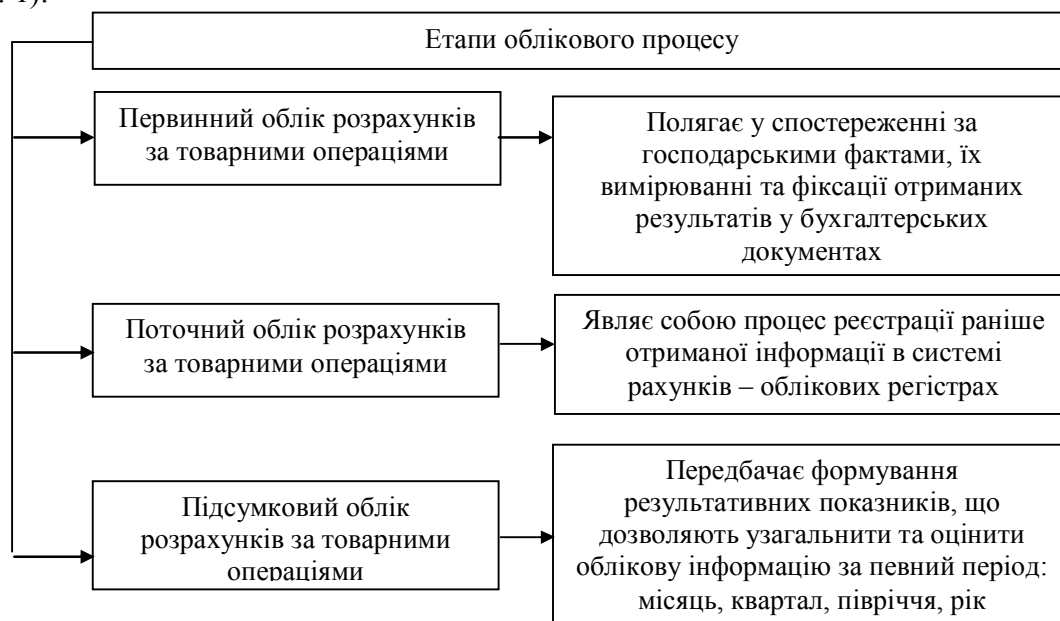 1).
Етапи облікового процесу
Первинний облік розрахунків
за товарними операціями
Полягає у спостереженні за
господарськими фактами, їх
вимірюванні та фіксації отриманих
результатів у бухгалтерських
документах
Поточний облік розрахунків
за товарними операціями
Являє собою процес реєстрації раніше
отриманої інформації в системі
рахунків – облікових регістрах
Підсумковий облік
розрахунків за товарними
операціями
Передбачає формування
результативних показників, що
дозволяють узагальнити та оцінити
облікову інформацію за певний період:
місяць, квартал, півріччя, рік